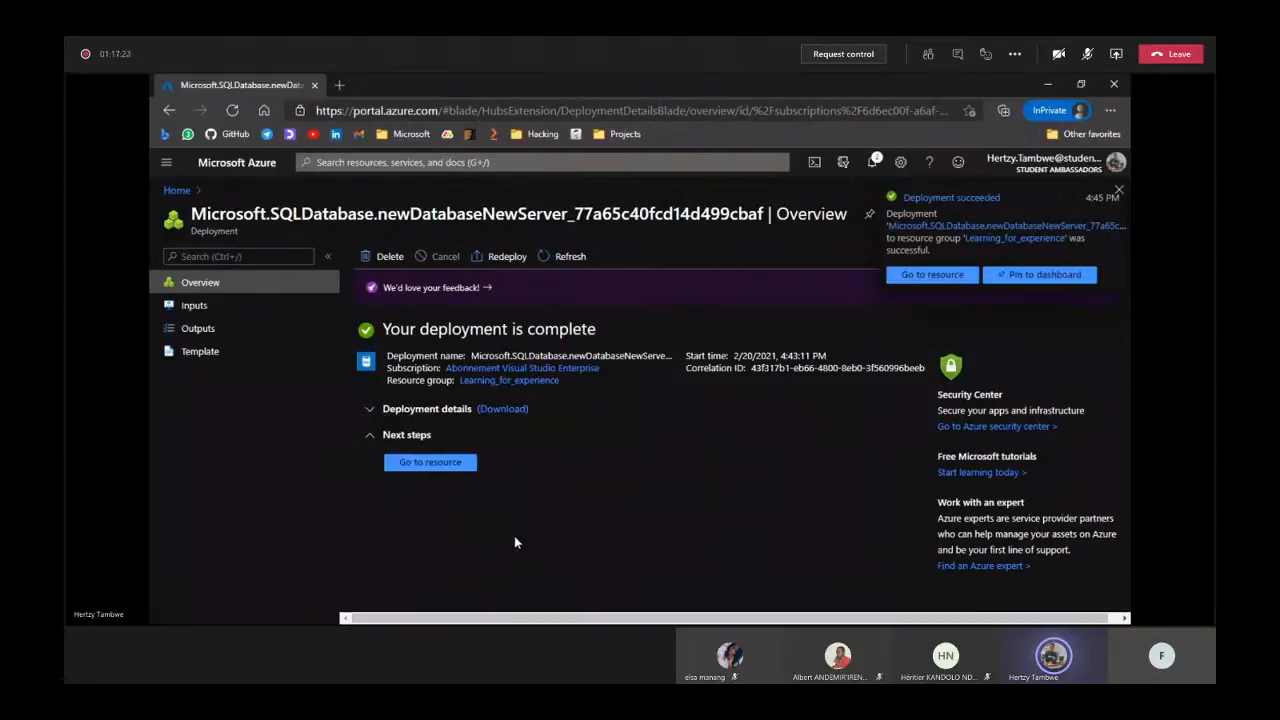 01:17:23
Request control
Leave
Microsoft.SQLDatabase.newData
https://portal.azure.com/#blade/HubsExtension/DeploymentDetailsBlade/overview/id/%2Fsubscriptions%2F6d6ec00f-a6af-...
InPrivate
GitHub
Microsoft
Hacking
Projects
Other favorites
Microsoft Azure
Search resources, services, and docs (G+/)
Hertzy.Tambwe@studen...
STUDENT AMBASSADORS
Home
Microsoft.SQLDatabase.newDatabaseNewServer_77a65c40fcd14d499cbaf | Overview
Deployment
Deployment succeeded
4:45 PM
Deployment
'Microsoft.SQLDatabase.newDatabaseNewServer_77a65c...
to resource group 'Learning_for_experience' was
successful.
Go to resource
Pin to dashboard
Search (Ctrl+/)
Delete
Cancel
Redeploy
Refresh
Overview
Inputs
Outputs
Template
We'd love your feedback!
Your deployment is complete
Deployment name: Microsoft.SQLDatabase.newDatabaseNewServe...
Subscription: Abonnement Visual Studio Enterprise
Resource group: Learning_for_experience
Start time: 2/20/2021, 4:43:11 PM
Correlation ID: 43f317b1-eb66-4800-8eb0-3f560996beeb
Deployment details (Download)
Next steps
Go to resource
Security Center
Secure your apps and infrastructure
Go to Azure security center >
Free Microsoft tutorials
Start learning today >
Work with an expert
Azure experts are service provider partners
who can help manage your assets on Azure
and be your first line of support.
Find an Azure expert >
Hertzy Tambwe
elsa manang
Albert ANDEMIR'IREN...
HN
Héritier KANDOLO ND...
Hertzy Tambwe
F